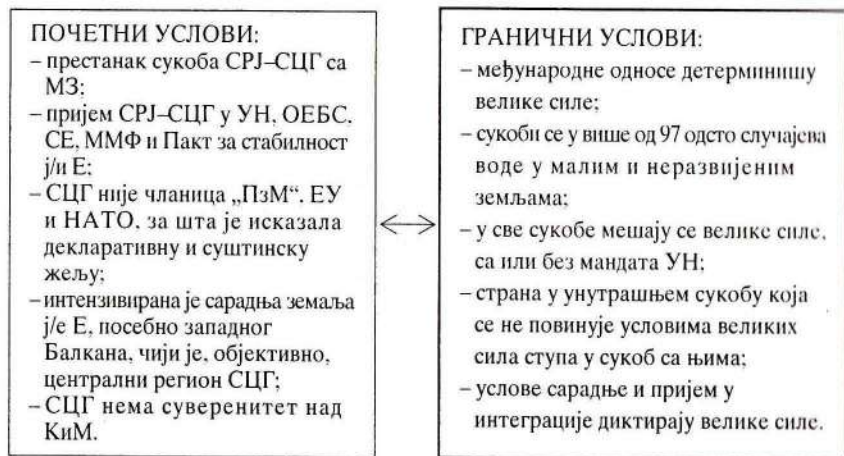 ПОЧЕТНИ УСЛОВИ:
– престанак сукоба СРЈ–СЦГ са
МЗ;
– пријем СРЈ–СЦГ у УН, ОЕБС,
СЕ, ММФ и Пакт за стабилност
ј/и Е;
– СЦГ није чланица „ПзМ“, ЕУ
и НАТО, за шта је исказала
декларативну и суштинску
жељу;
– интензивирана је сарадња земаља
ј/е Е, посебно западног
Балкана, чији је, објективно,
централни регион СЦГ;
– СЦГ нема суверенитет над
КиМ.
ГРАНИЧНИ УСЛОВИ:
– међународне односе детерминишу
велике силе;
– сукоби се у више од 97 одсто случајева
воде у малим и неразвијеним
земљама;
– у све сукобе мешају се велике силе,
са или без мандата УН;
– страна у унутрашњем сукобу која
се не повинује условима великих
сила ступа у сукоб са њима;
– услове сарадње и пријем у
интеграције диктирају велике силе.